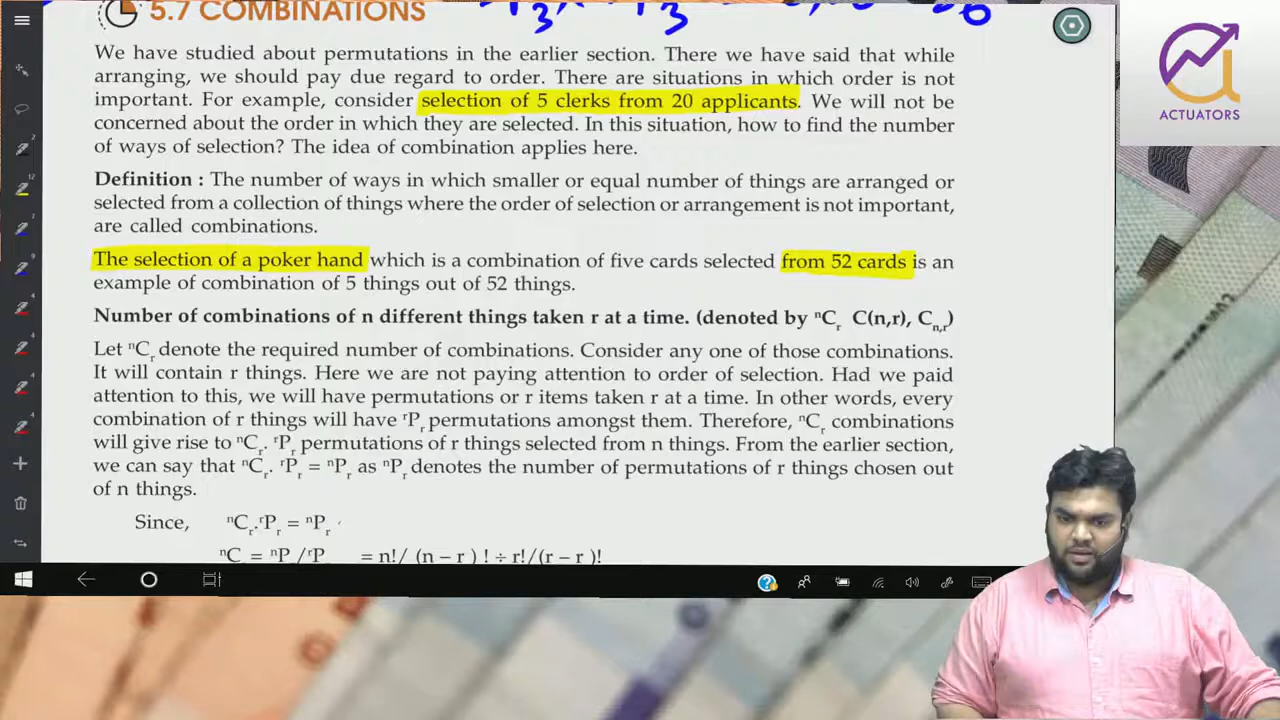 5.7 COMBINATIONS
We have studied about permutations in the earlier section. There we have said that while
arranging, we should pay due regard to order. There are situations in which order is not
important. For example, consider selection of 5 clerks from 20 applicants. We will not be
concerned about the order in which they are selected. In this situation, how to find the number
of ways of selection? The idea of combination applies here.
Definition : The number of ways in which smaller or equal number of things are arranged or
selected from a collection of things where the order of selection or arrangement is not important,
are called combinations.
The selection of a poker hand which is a combination of five cards selected from 52 cards is an
example of combination of 5 things out of 52 things.
Number of combinations of n different things taken r at a time. (denoted by ⁿCᵣ C(n,r), Cₙ,ᵣ)
Let ⁿCᵣ denote the required number of combinations. Consider any one of those combinations.
It will contain r things. Here we are not paying attention to order of selection. Had we paid
attention to this, we will have permutations or r items taken r at a time. In other words, every
combination of r things will have ʳPᵣ permutations amongst them. Therefore, ⁿCᵣ combinations
will give rise to ⁿCᵣ. ʳPᵣ permutations of r things selected from n things. From the earlier section,
we can say that ⁿCᵣ. ʳPᵣ = ⁿPᵣ as ⁿPᵣ denotes the number of permutations of r things chosen out
of n things.
Since, ⁿCᵣ.ʳPᵣ = ⁿPᵣ
ⁿC = ⁿP /ʳP = n!/ (n – r ) ! ÷ r!/(r – r )!
ACTUATORS